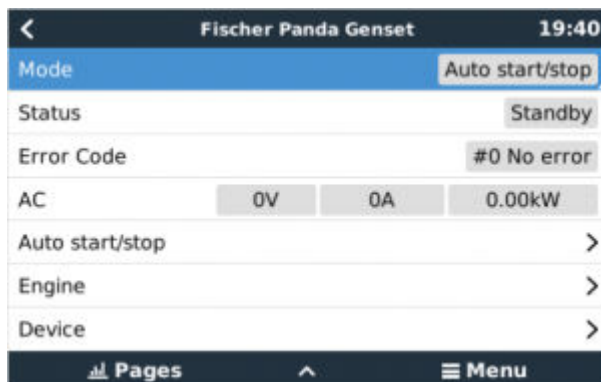 Fischer Panda Genset 19:40
Mode Auto start/stop
Status Standby
Error Code #0 No error
AC 0V 0A 0.00kW
Auto start/stop
Engine
Device
Pages Menu